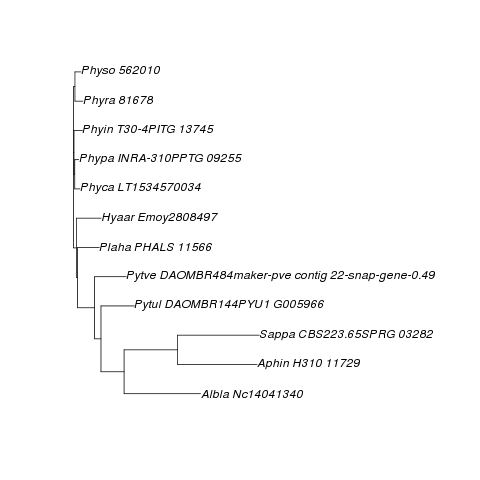 Physo 562010
Phyra 81678
Phyin T30-4PITG 13745
Phypa INRA-310PPTG 09255
Phyca LT1534570034
Hyaar Emoy2808497
Plaha PHALS 11566
Pytve DAOMBR484maker-pve contig 22-snap-gene-0.49
Pytul DAOMBR144PYU1 G005966
Sappa CBS223.65SPRG 03282
Aphin H310 11729
Albla Nc14041340